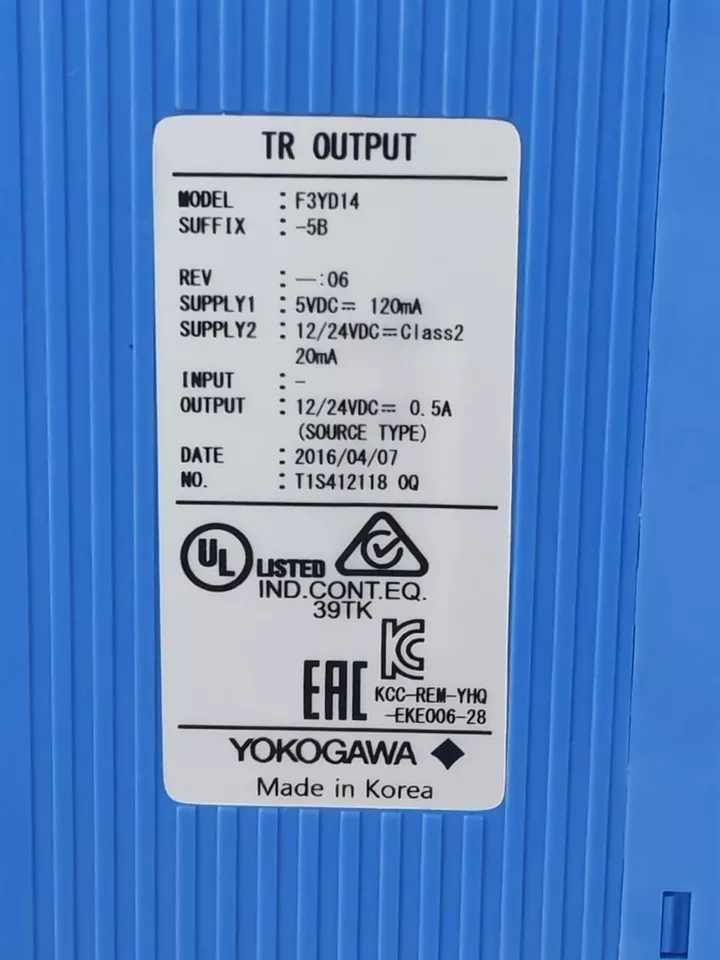 TR OUTPUT
MODEL : F3YD14
SUFFIX : -5B
REV : —:06
SUPPLY1 : 5VDC⎓ 120mA
SUPPLY2 : 12/24VDC⎓Class2
20mA
INPUT : -
OUTPUT : 12/24VDC⎓ 0.5A
(SOURCE TYPE)
DATE : 2016/04/07
NO. : T1S412118 0Q
UL LISTED
IND.CONT.EQ.
39TK
KC
EAC KCC-REM-YHQ
-EKE006-28
YOKOGAWA ◆
Made in Korea